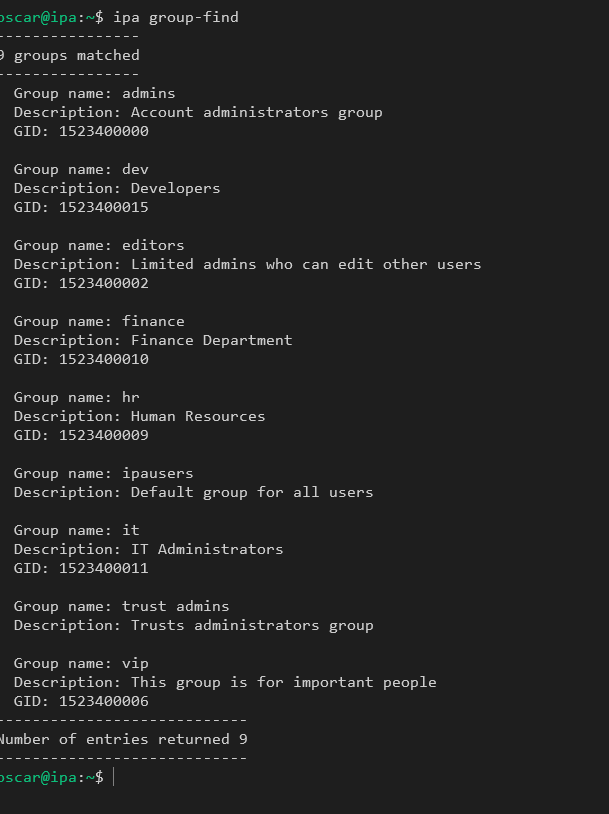 oscar@ipa:~$ ipa group-find
----------------
9 groups matched
----------------
  Group name: admins
  Description: Account administrators group
  GID: 1523400000

  Group name: dev
  Description: Developers
  GID: 1523400015

  Group name: editors
  Description: Limited admins who can edit other users
  GID: 1523400002

  Group name: finance
  Description: Finance Department
  GID: 1523400010

  Group name: hr
  Description: Human Resources
  GID: 1523400009

  Group name: ipausers
  Description: Default group for all users

  Group name: it
  Description: IT Administrators
  GID: 1523400011

  Group name: trust admins
  Description: Trusts administrators group

  Group name: vip
  Description: This group is for important people
  GID: 1523400006
----------------------------
Number of entries returned 9
----------------------------
oscar@ipa:~$